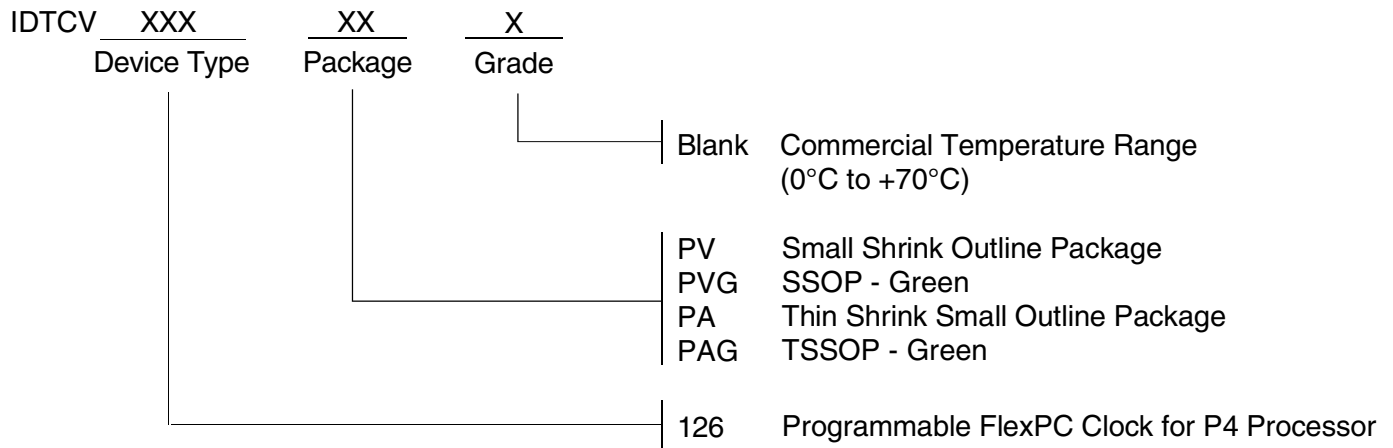 IDTCV XXX XX X
Device Type Package Grade
Blank Commercial Temperature Range
(0°C to +70°C)
PV Small Shrink Outline Package
PVG SSOP - Green
PA Thin Shrink Small Outline Package
PAG TSSOP - Green
126 Programmable FlexPC Clock for P4 Processor